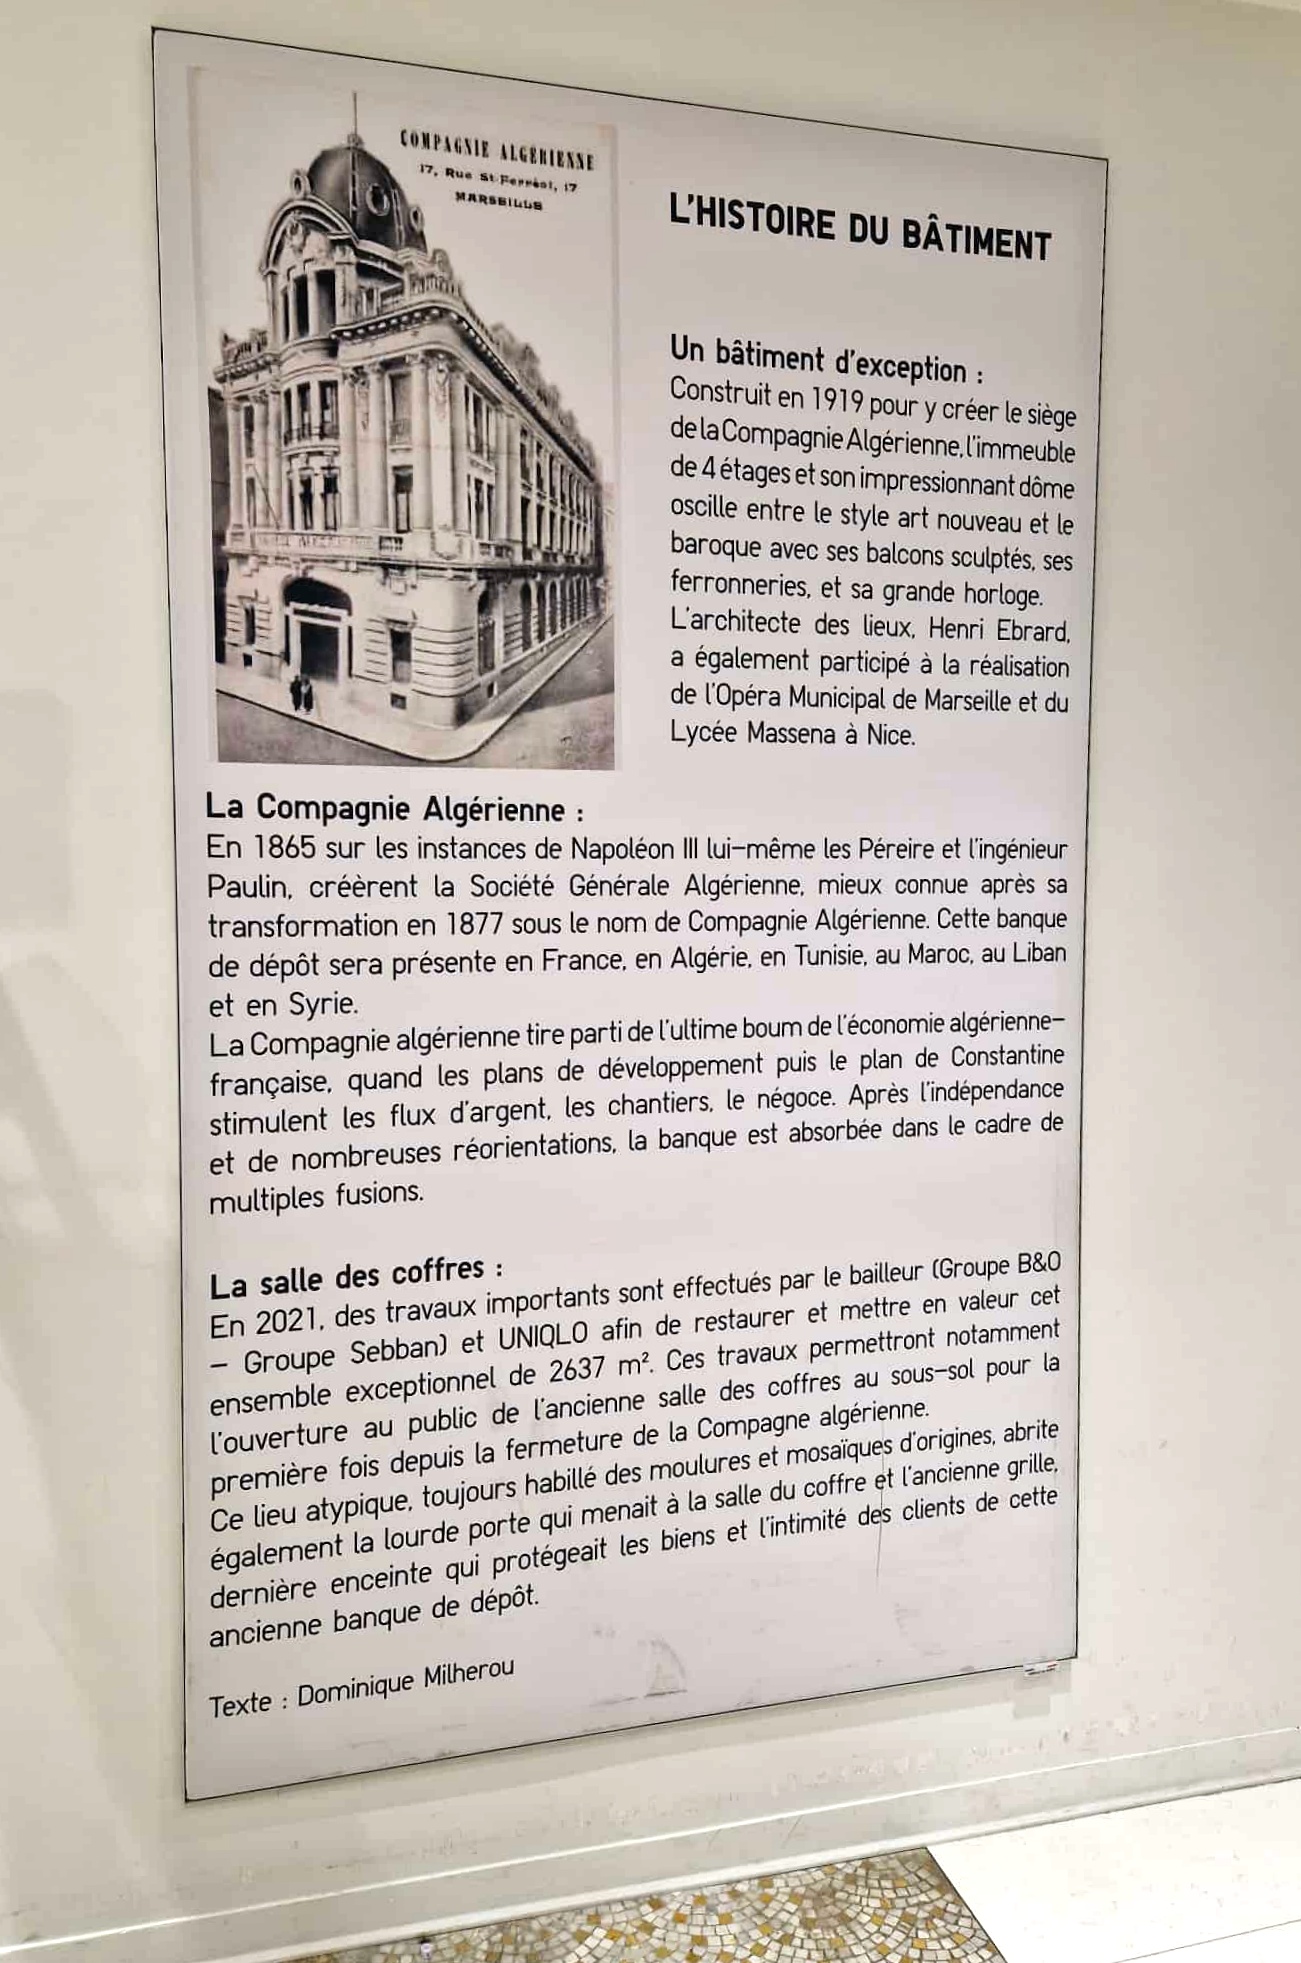 COMPAGNIE ALGÉRIENNE
17, Rue St-Ferréol, 17
MARSEILLE
L'HISTOIRE DU BÂTIMENT
Un bâtiment d'exception :
Construit en 1919 pour y créer le siège
de la Compagnie Algérienne, l'immeuble
de 4 étages et son impressionnant dôme
oscille entre le style art nouveau et le
baroque avec ses balcons sculptés, ses
ferronneries, et sa grande horloge.
L'architecte des lieux, Henri Ebrard,
a également participé à la réalisation
de l'Opéra Municipal de Marseille et du
Lycée Massena à Nice.
La Compagnie Algérienne :
En 1865 sur les instances de Napoléon III lui-même les Péreire et l'ingénieur
Paulin, créèrent la Société Générale Algérienne, mieux connue après sa
transformation en 1877 sous le nom de Compagnie Algérienne. Cette banque
de dépôt sera présente en France, en Algérie, en Tunisie, au Maroc, au Liban
et en Syrie.
La Compagnie algérienne tire parti de l'ultime boum de l'économie algérienne-
française, quand les plans de développement puis le plan de Constantine
stimulent les flux d'argent, les chantiers, le négoce. Après l'indépendance
et de nombreuses réorientations, la banque est absorbée dans le cadre de
multiples fusions.
La salle des coffres :
En 2021, des travaux importants sont effectués par le bailleur (Groupe B&O
– Groupe Sebban) et UNIQLO afin de restaurer et mettre en valeur cet
ensemble exceptionnel de 2637 m². Ces travaux permettront notamment
l'ouverture au public de l'ancienne salle des coffres au sous-sol pour la
première fois depuis la fermeture de la Compagne algérienne.
Ce lieu atypique, toujours habillé des moulures et mosaïques d'origines, abrite
également la lourde porte qui menait à la salle du coffre et l'ancienne grille,
dernière enceinte qui protégeait les biens et l'intimité des clients de cette
ancienne banque de dépôt.
Texte : Dominique Milherou